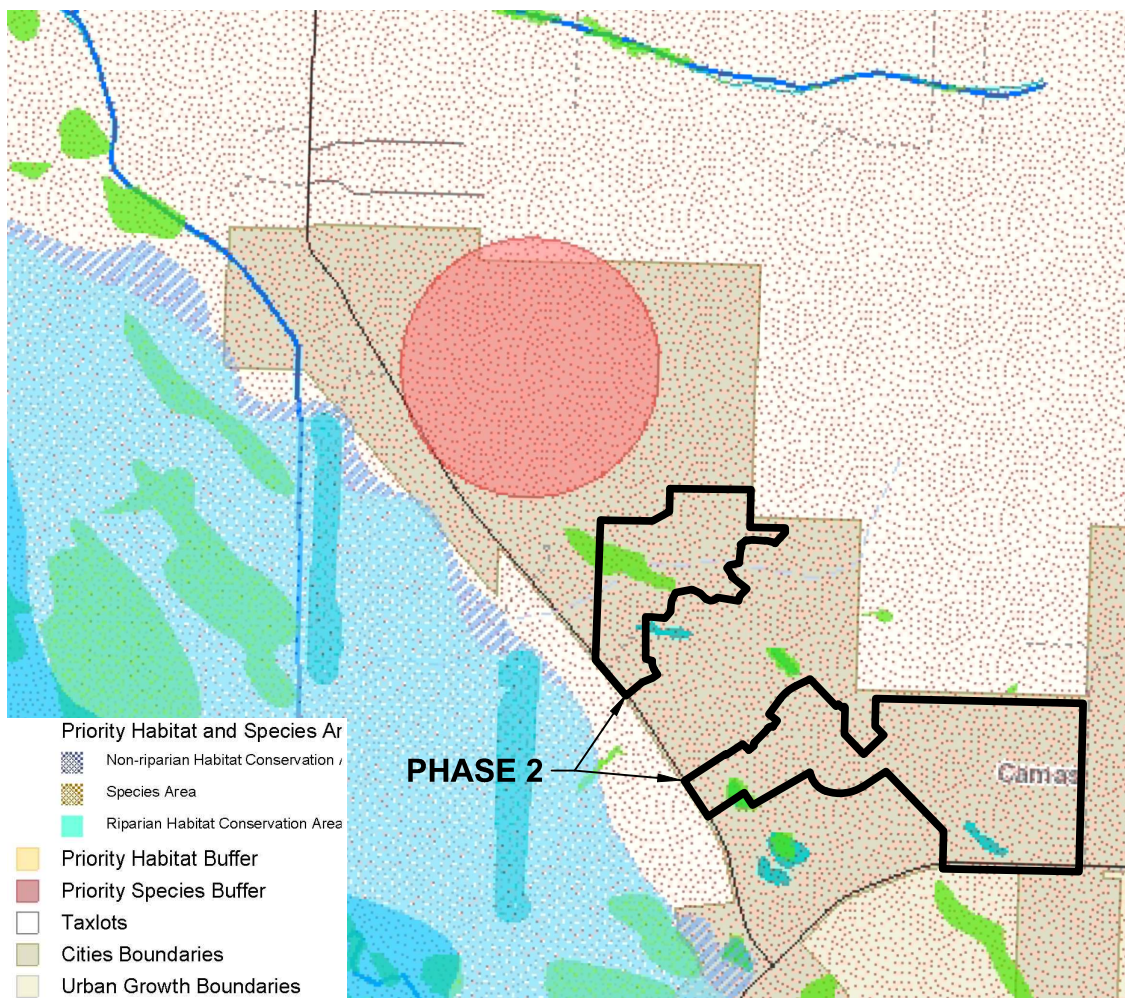 Camas
PHASE 2
Priority Habitat and Species Ar
Non-riparian Habitat Conservation
Species Area
Riparian Habitat Conservation Area
Priority Habitat Buffer
Priority Species Buffer
Taxlots
Cities Boundaries
Urban Growth Boundaries